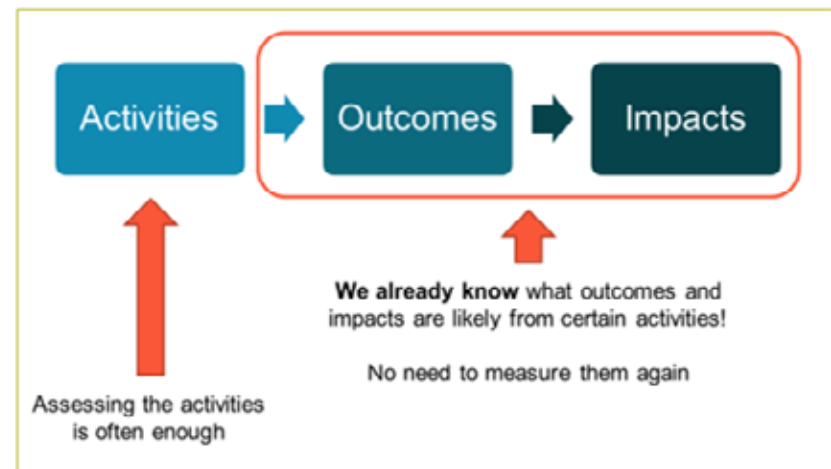 Activities
Outcomes
Impacts
We already know what outcomes and
impacts are likely from certain activities!
No need to measure them again
Assessing the activities
is often enough